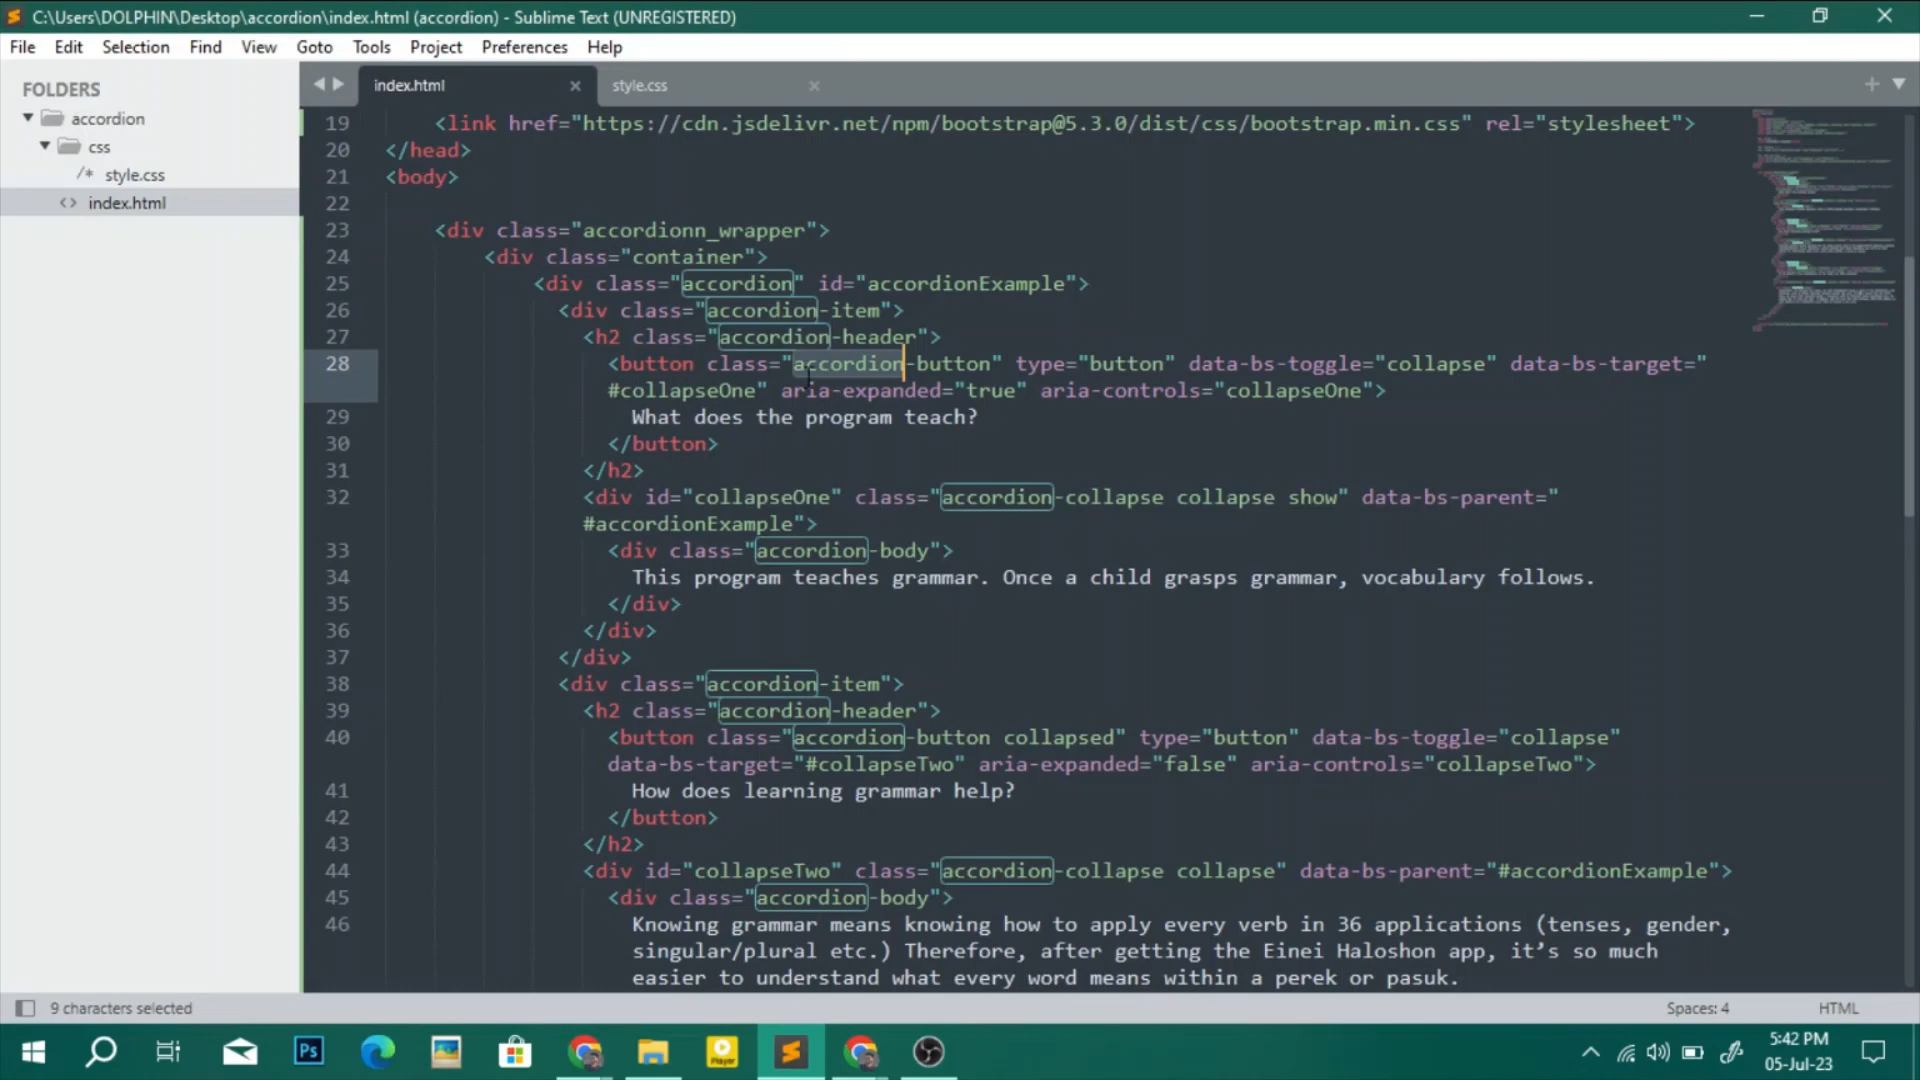 C:\Users\DOLPHIN\Desktop\accordion\index.html (accordion) - Sublime Text (UNREGISTERED)
File Edit Selection Find View Goto Tools Project Preferences Help
FOLDERS
accordion
css
/* style.css
<> index.html
index.html
style.css
19 <link href="https://cdn.jsdelivr.net/npm/bootstrap@5.3.0/dist/css/bootstrap.min.css" rel="stylesheet">
20 </head>
21 <body>
22
23 <div class="accordionn_wrapper">
24 <div class="container">
25 <div class="accordion" id="accordionExample">
26 <div class="accordion-item">
27 <h2 class="accordion-header">
28 <button class="accordion-button" type="button" data-bs-toggle="collapse" data-bs-target="
#collapseOne" aria-expanded="true" aria-controls="collapseOne">
29 What does the program teach?
30 </button>
31 </h2>
32 <div id="collapseOne" class="accordion-collapse collapse show" data-bs-parent="
#accordionExample">
33 <div class="accordion-body">
34 This program teaches grammar. Once a child grasps grammar, vocabulary follows.
35 </div>
36 </div>
37 </div>
38 <div class="accordion-item">
39 <h2 class="accordion-header">
40 <button class="accordion-button collapsed" type="button" data-bs-toggle="collapse"
data-bs-target="#collapseTwo" aria-expanded="false" aria-controls="collapseTwo">
41 How does learning grammar help?
42 </button>
43 </h2>
44 <div id="collapseTwo" class="accordion-collapse collapse" data-bs-parent="#accordionExample">
45 <div class="accordion-body">
46 Knowing grammar means knowing how to apply every verb in 36 applications (tenses, gender,
singular/plural etc.) Therefore, after getting the Einei Haloshon app, it’s so much
easier to understand what every word means within a perek or pasuk.
9 characters selected
Spaces: 4
HTML
Ps
iPlayer
5:42 PM
05-Jul-23